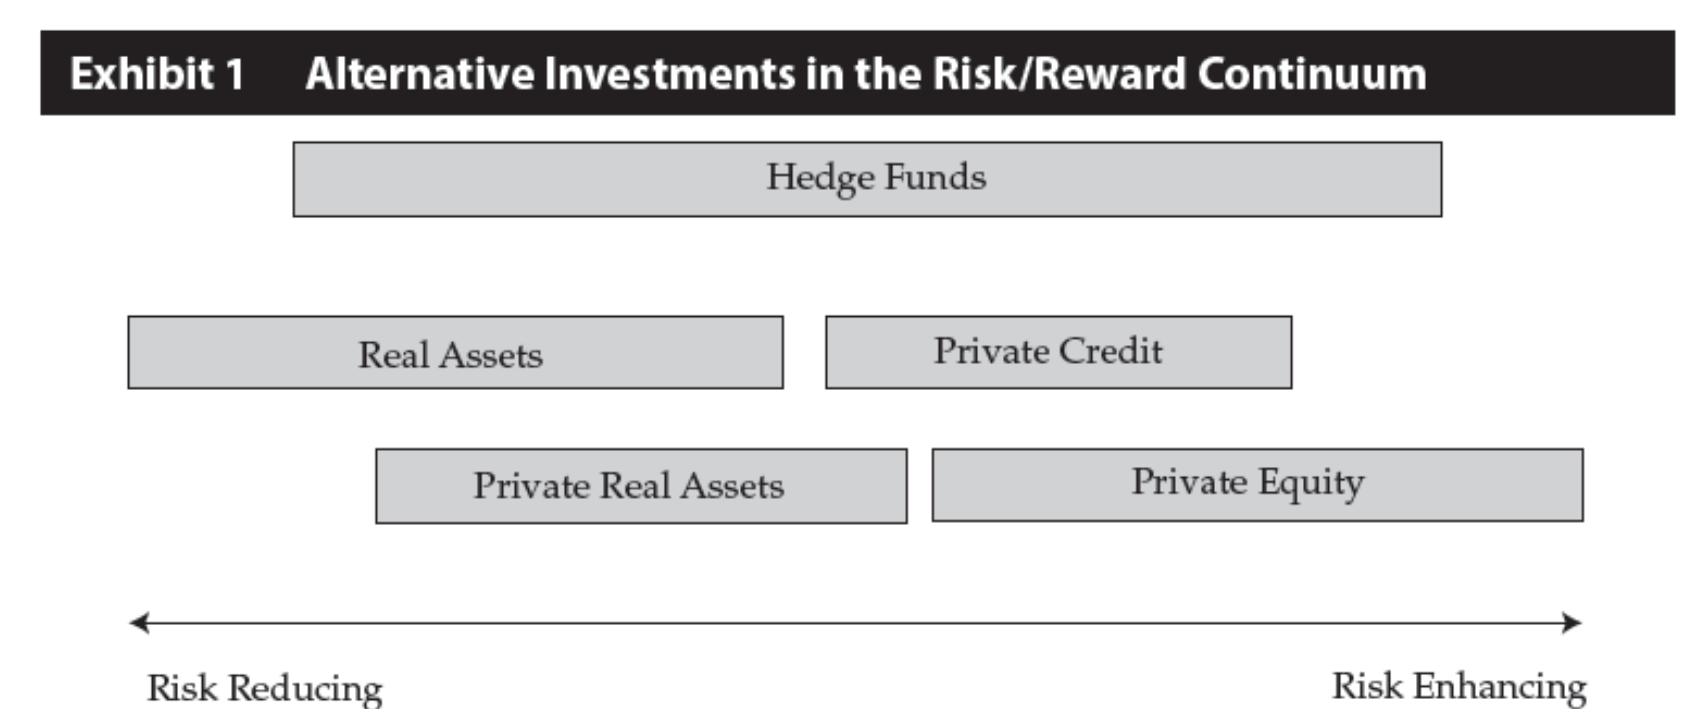 Exhibit 1 Alternative Investments in the Risk/Reward Continuum
Hedge Funds
Real Assets
Private Credit
Private Real Assets
Private Equity
Risk Reducing
Risk Enhancing